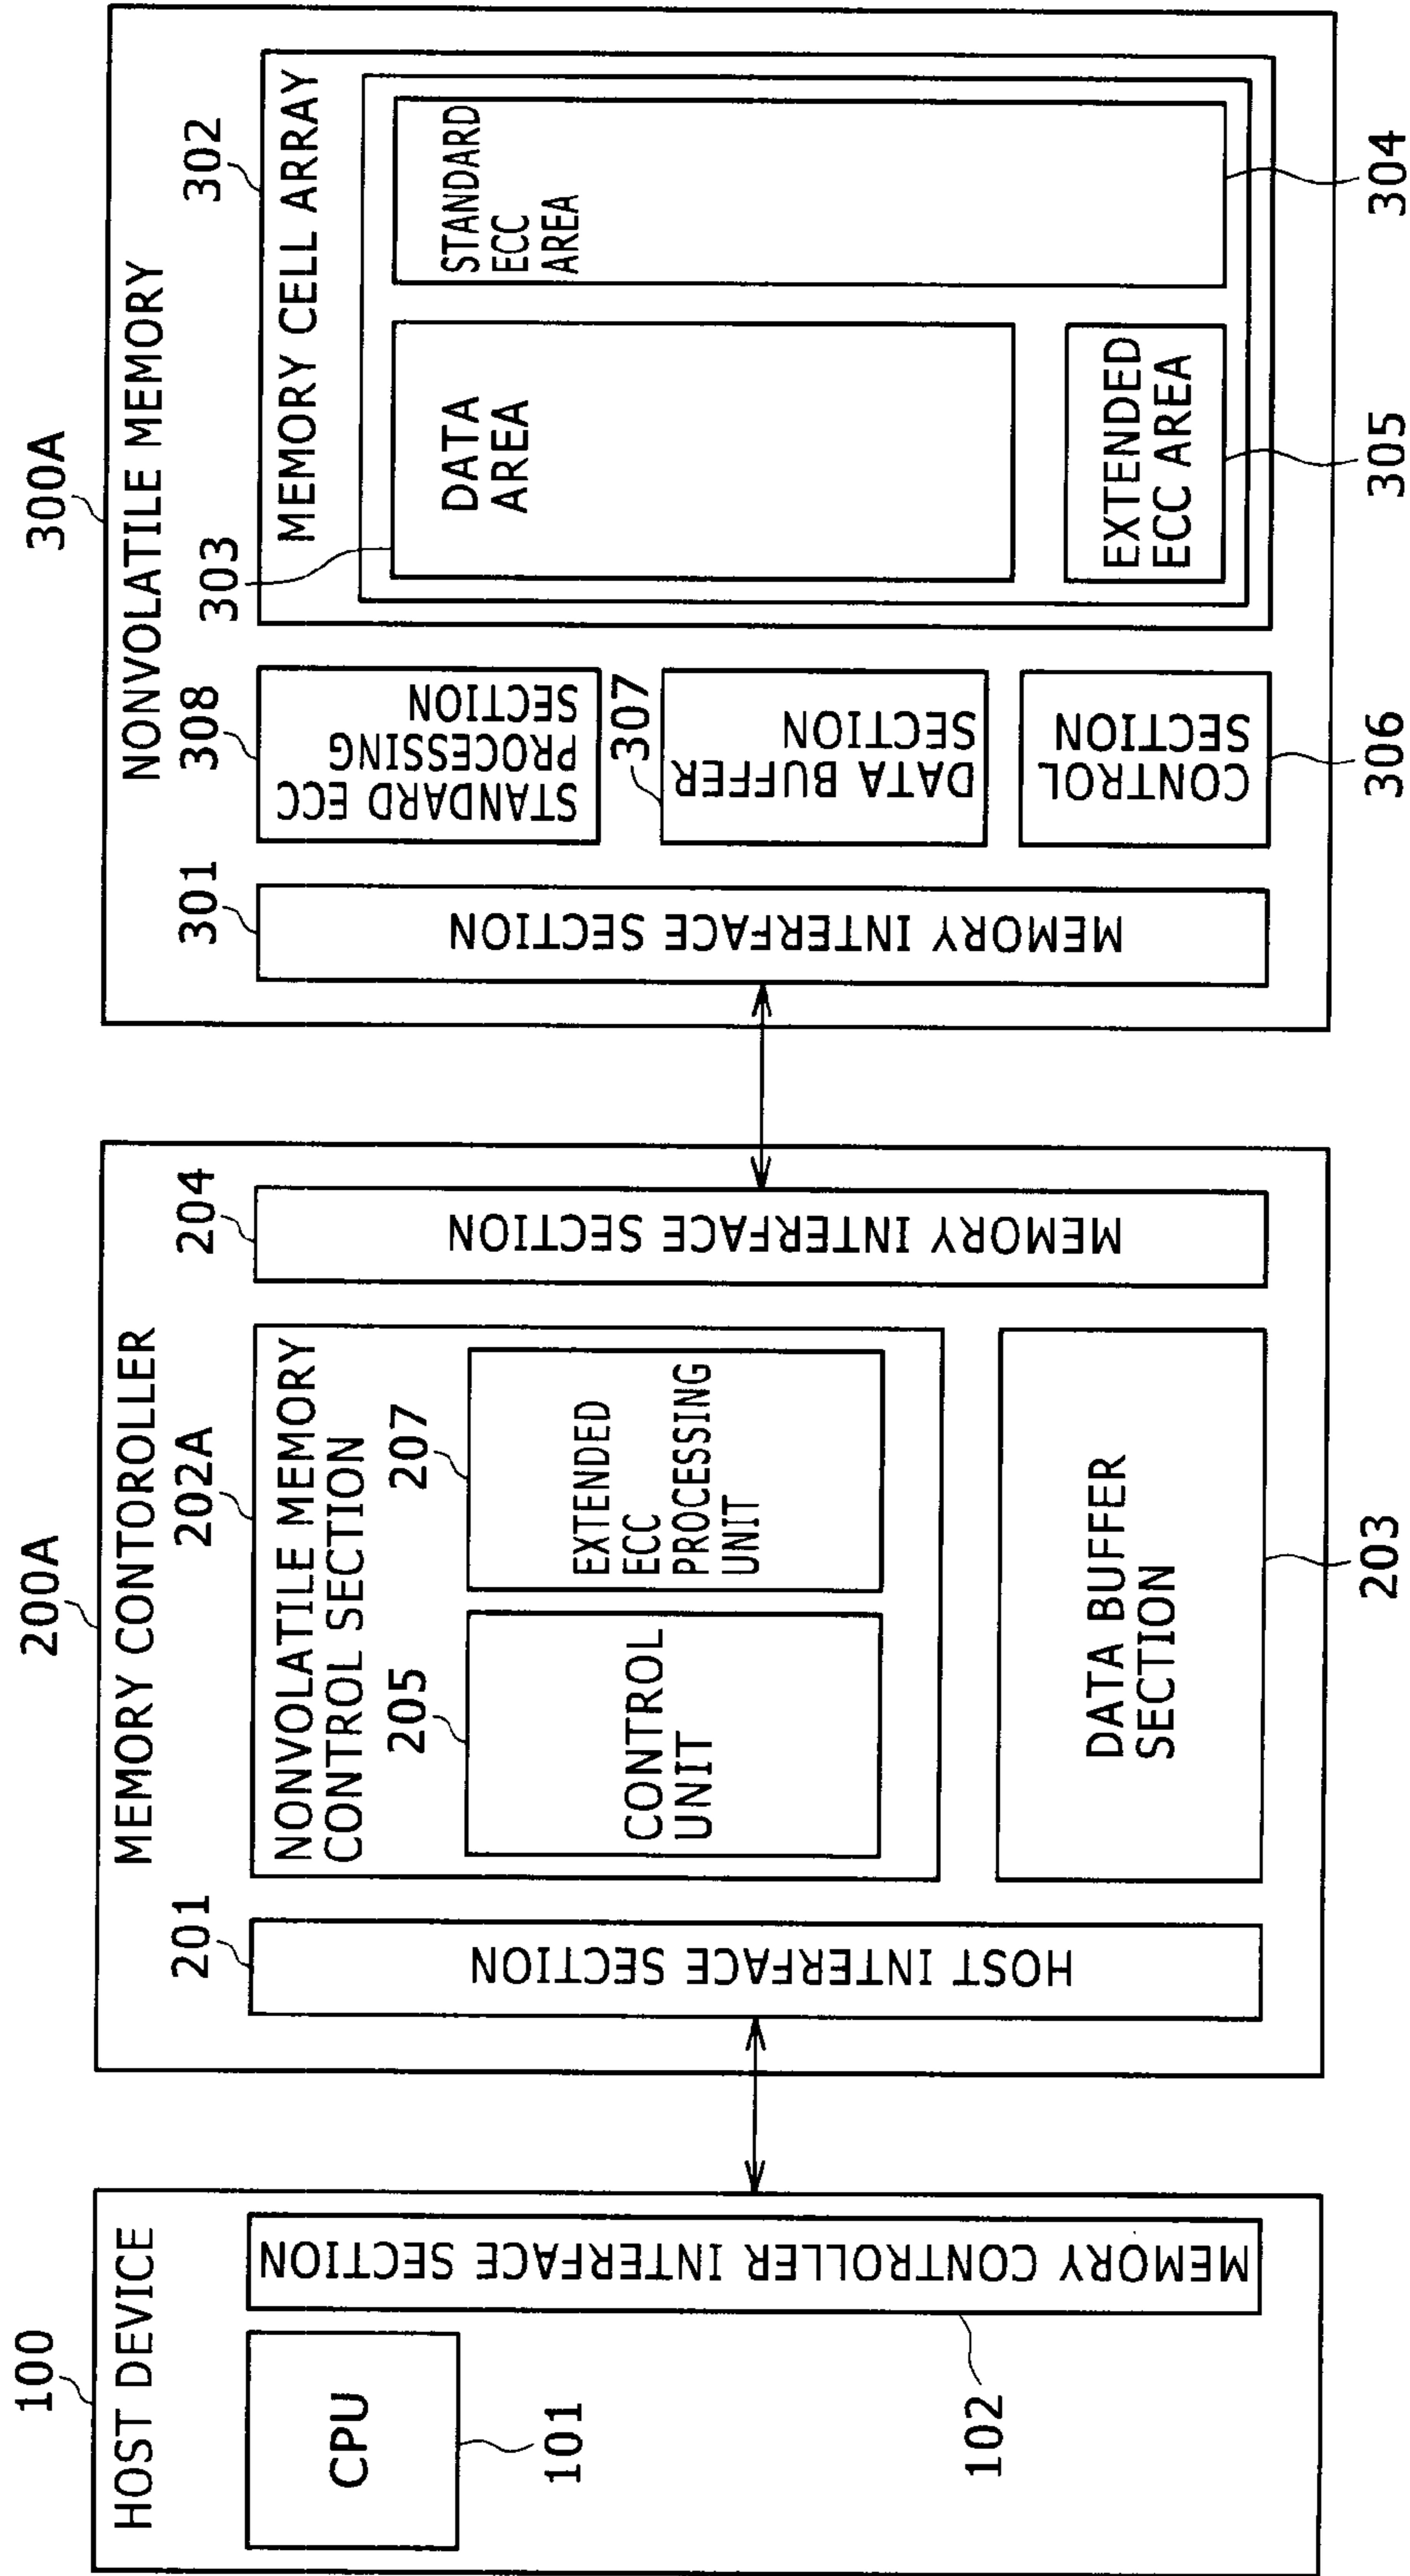 100
HOST DEVICE
CPU
101
MEMORY CONTROLLER INTERFACE SECTION
102
200A
MEMORY CONTOROLLER
201
HOST INTERFACE SECTION
202A
NONVOLATILE MEMORY
CONTROL SECTION
205
CONTROL
UNIT
207
EXTENDED
ECC
PROCESSING
UNIT
DATA BUFFER
SECTION
203
204
MEMORY INTERFACE SECTION
300A
NONVOLATILE MEMORY
301
MEMORY INTERFACE SECTION
308
STANDARD ECC
PROCESSING
SECTION
307
DATA BUFFER
SECTION
CONTROL
SECTION
306
302
MEMORY CELL ARRAY
303
DATA
AREA
STANDARD
ECC
AREA
304
EXTENDED
ECC AREA
305